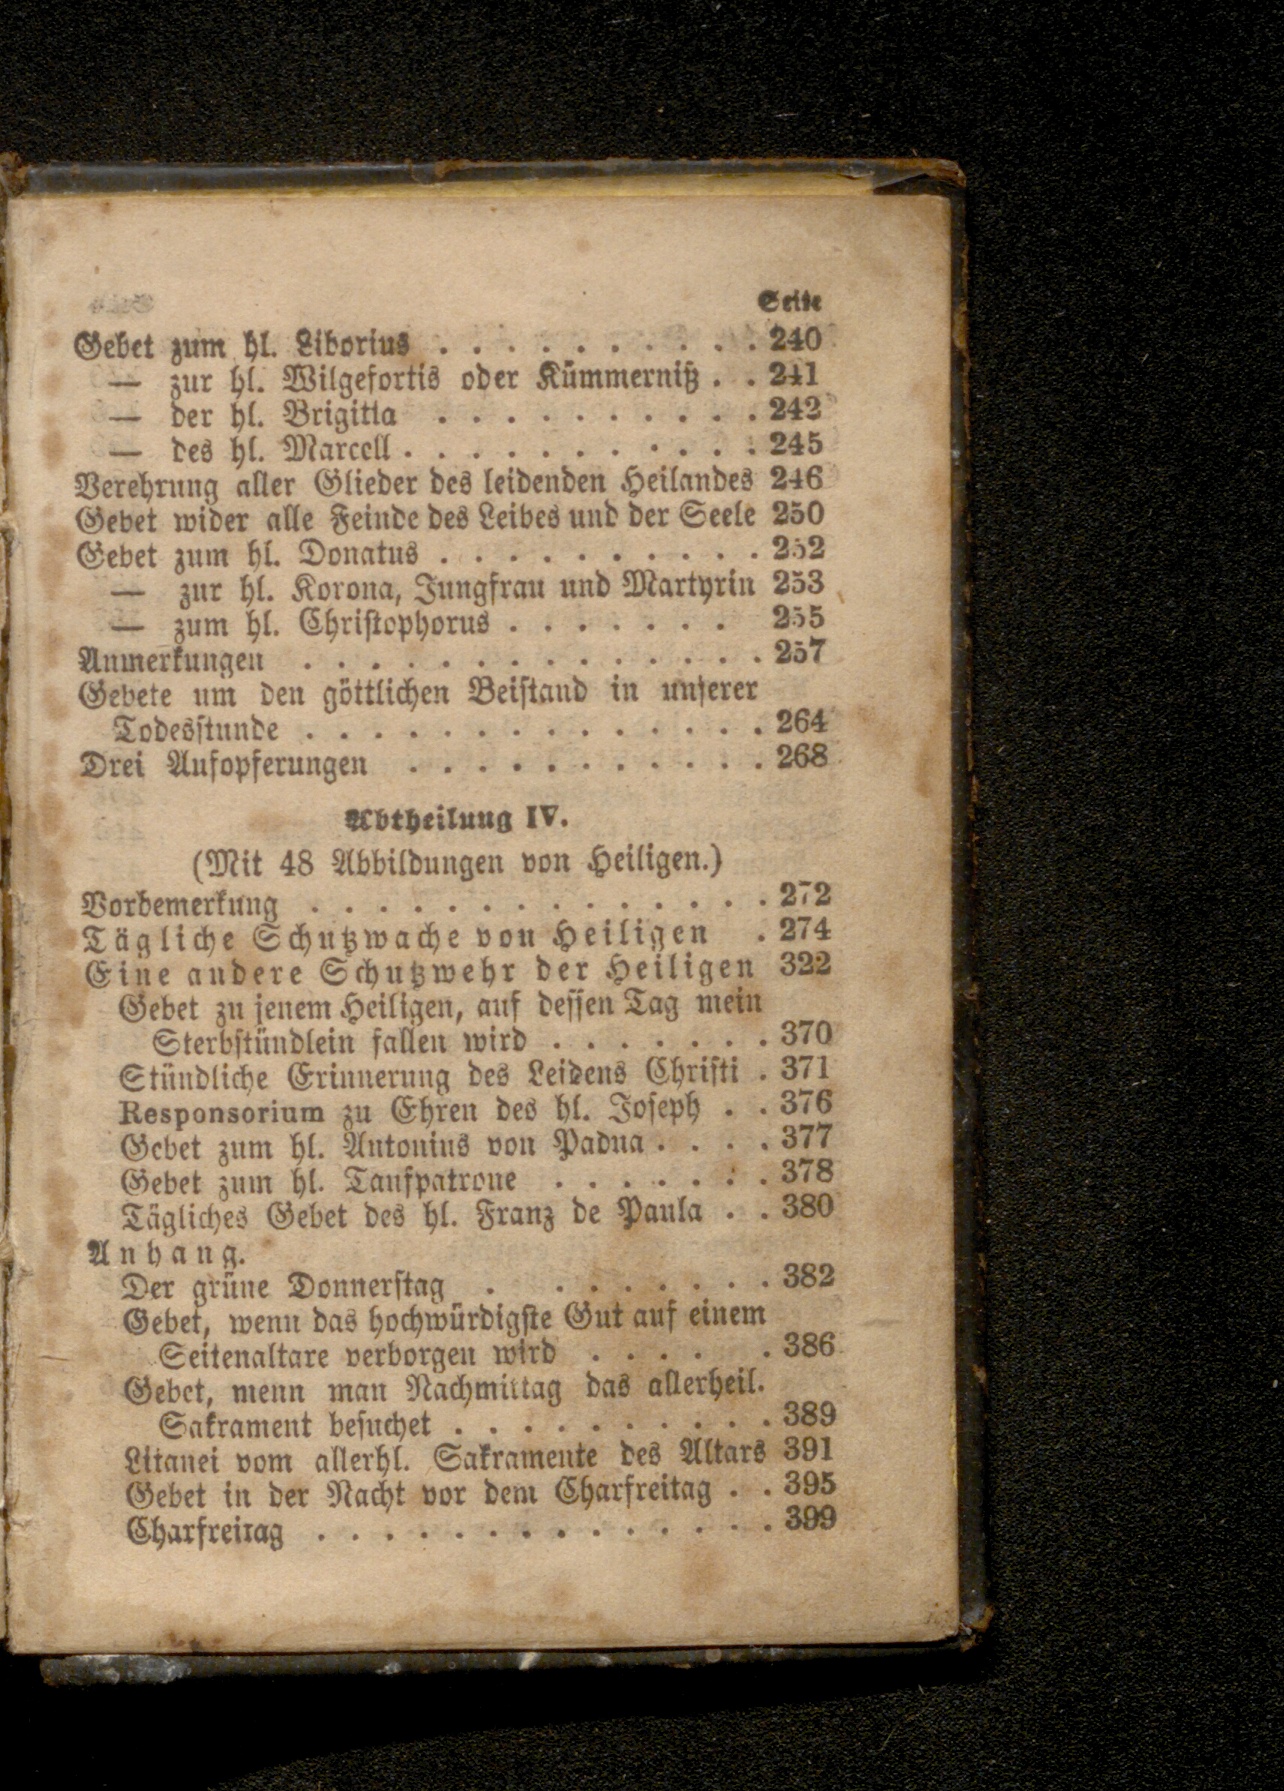 Seite
Gebet zum hl. Liborius . . . . . . . . . . 240
— zur hl. Wilgefortis oder Kümmerniß . . 241
— der hl. Brigitta . . . . . . . . . . 242
— des hl. Marcell . . . . . . . . . . . 245
Verehrung aller Glieder des leidenden Heilandes 246
Gebet wider alle Feinde des Leibes und der Seele 250
Gebet zum hl. Donatus . . . . . . . . . . 252
— zur hl. Korona, Jungfrau und Martyrin 253
— zum hl. Christophorus . . . . . . . 255
Anmerkungen . . . . . . . . . . . . . . 257
Gebete um den göttlichen Beistand in unserer
Todesstunde . . . . . . . . . . . . . . 264
Drei Aufopferungen . . . . . . . . . . . 268
Abtheilung IV.
(Mit 48 Abbildungen von Heiligen.)
Vorbemerkung . . . . . . . . . . . . . . 272
Tägliche Schutzwache von Heiligen . 274
Eine andere Schutzwehr der Heiligen 322
Gebet zu jenem Heiligen, auf dessen Tag mein
Sterbstündlein fallen wird . . . . . . . 370
Stündliche Erinnerung des Leidens Christi . 371
Responsorium zu Ehren des hl. Joseph . . 376
Gebet zum hl. Antonius von Padua . . . . 377
Gebet zum hl. Taufpatrone . . . . . . . 378
Tägliches Gebet des hl. Franz de Paula . . 380
Anhang.
Der grüne Donnerstag . . . . . . . . 382
Gebet, wenn das hochwürdigste Gut auf einem
Seitenaltare verborgen wird . . . . . 386
Gebet, wenn man Nachmittag das allerheil.
Sakrament besuchet . . . . . . . . . . 389
Litanei vom allerhl. Sakramente des Altars 391
Gebet in der Nacht vor dem Charfreitag . . 395
Charfreitag . . . . . . . . . . . . . . 399